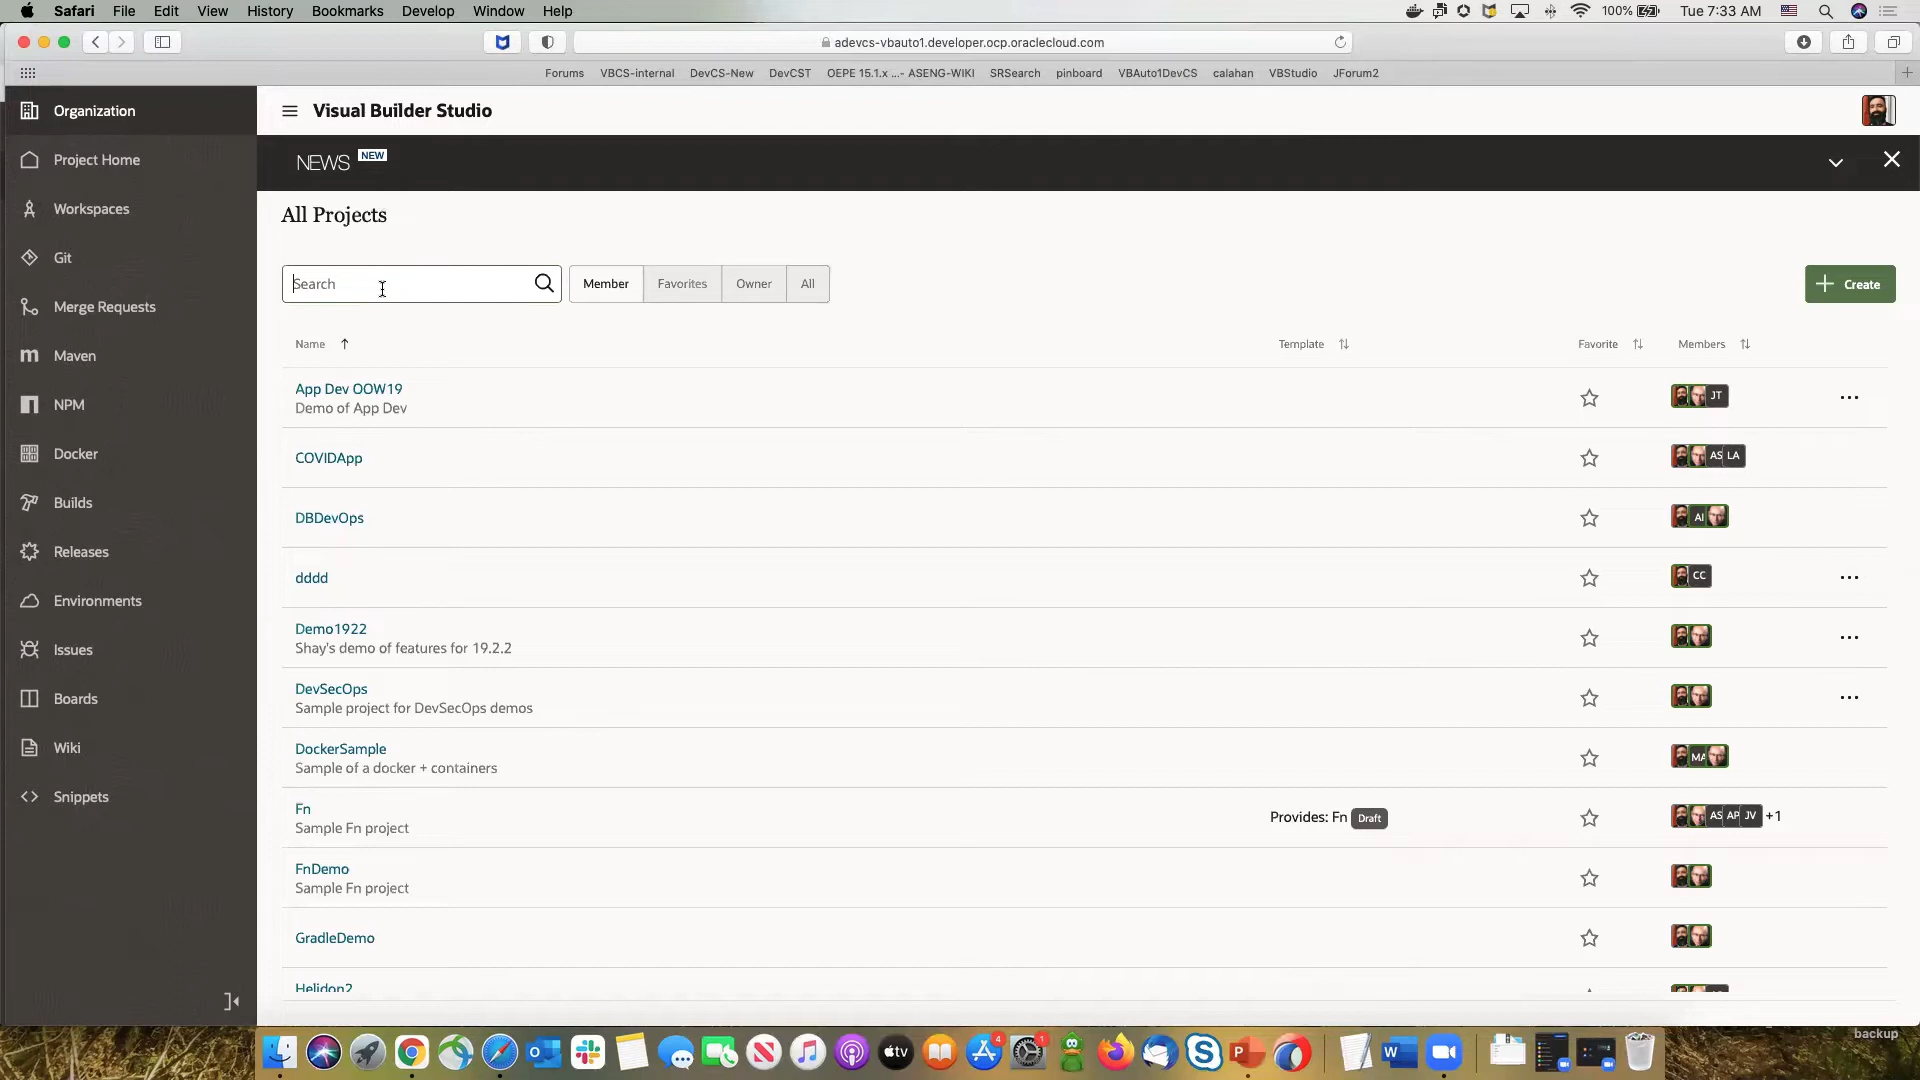 Safari File Edit View History Bookmarks Develop Window Help
100% Tue 7:33 AM
adevcs-vbauto1.developer.ocp.oraclecloud.com
Forums VBCS-internal DevCS-New DevCST OEPE 15.1.x ...- ASENG-WIKI SRSearch pinboard VBAuto1DevCS calahan VBStudio JForum2
Organization
Visual Builder Studio
NEWS NEW
Project Home
Workspaces
Git
Merge Requests
Maven
NPM
Docker
Builds
Releases
Environments
Issues
Boards
Wiki
Snippets
All Projects
Search
Member Favorites Owner All
Create
Name Template Favorite Members
App Dev OOW19
Demo of App Dev
JT
COVIDApp
AS LA
DBDevOps
AI
dddd
CC
Demo1922
Shay's demo of features for 19.2.2
DevSecOps
Sample project for DevSecOps demos
DockerSample
Sample of a docker + containers
MA
Fn
Sample Fn project
Provides: Fn Draft
AS AP JV +1
FnDemo
Sample Fn project
GradleDemo
Helidon2
backup
tv
4
1